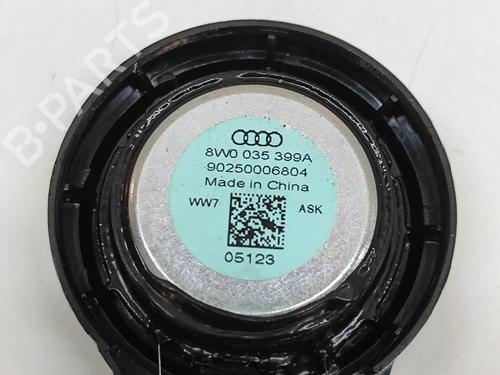 B-PARTS
8W0 035 399A
90250006804
Made in China
WW7 ASK
05123